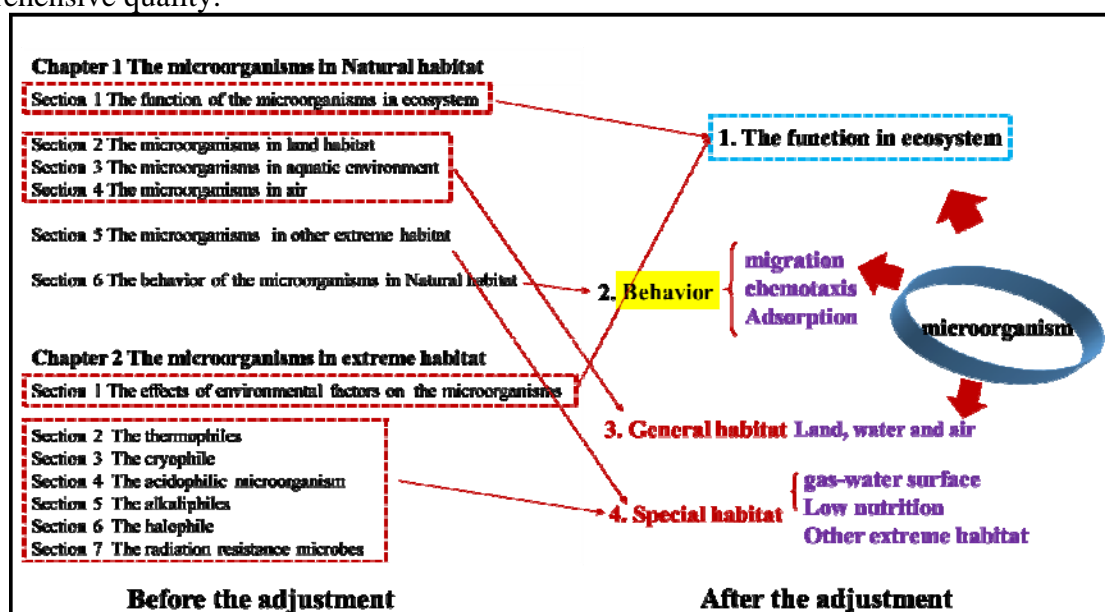 rehensive quality.
Chapter 1 The microorganisms in Natural habitat
Section 1 The function of the microorganisms in ecosystem
Section 2 The microorganisms in land habitat
Section 3 The microorganisms in aquatic environment
Section 4 The microorganisms in air
Section 5 The microorganisms in other extreme habitat
Section 6 The behavior of the microorganisms in Natural habitat
Chapter 2 The microorganisms in extreme habitat
Section 1 The effects of environmental factors on the microorganisms
Section 2 The thermophiles
Section 3 The cryophile
Section 4 The acidophilic microorganism
Section 5 The alkaliphiles
Section 6 The halophile
Section 7 The radiation resistance microbes
Before the adjustment
1. The function in ecosystem
2. Behavior
migration
chemotaxis
Adsorption
microorganism
3. General habitat Land, water and air
4. Special habitat
gas-water surface
Low nutrition
Other extreme habitat
After the adjustment